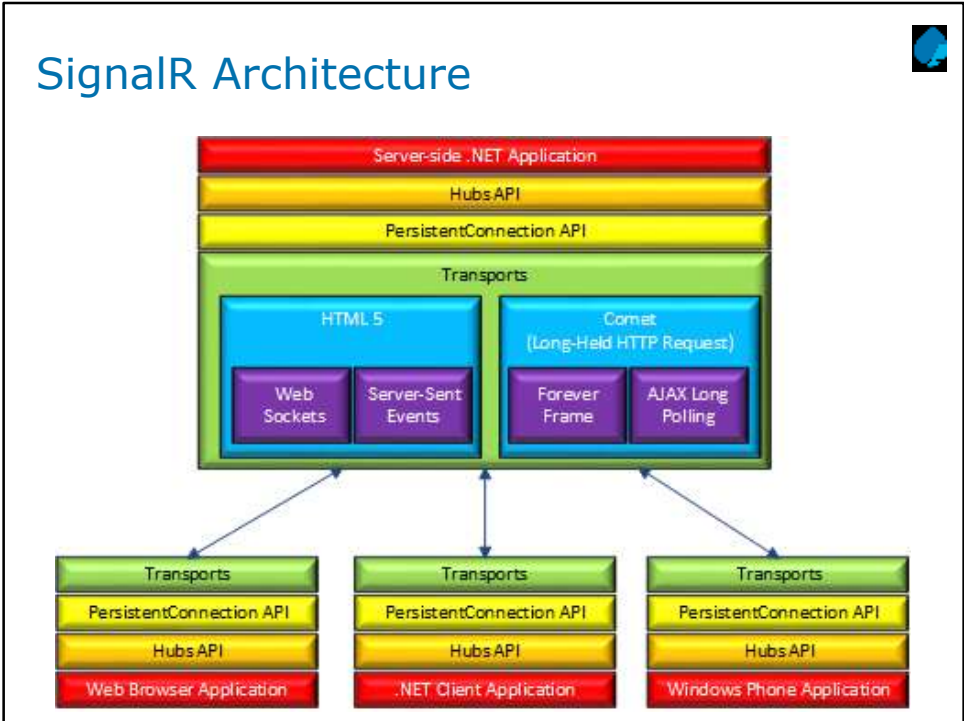 SignalR Architecture
Server-side .NET Application
Hubs API
PersistentConnection API
Transports
HTML 5
Web
Sockets
Server-Sent
Events
Comet
(Long-Held HTTP Request)
Forever
Frame
AJAX Long
Polling
Transports
PersistentConnection API
Hubs API
Web Browser Application
Transports
PersistentConnection API
Hubs API
.NET Client Application
Transports
PersistentConnection API
Hubs API
Windows Phone Application